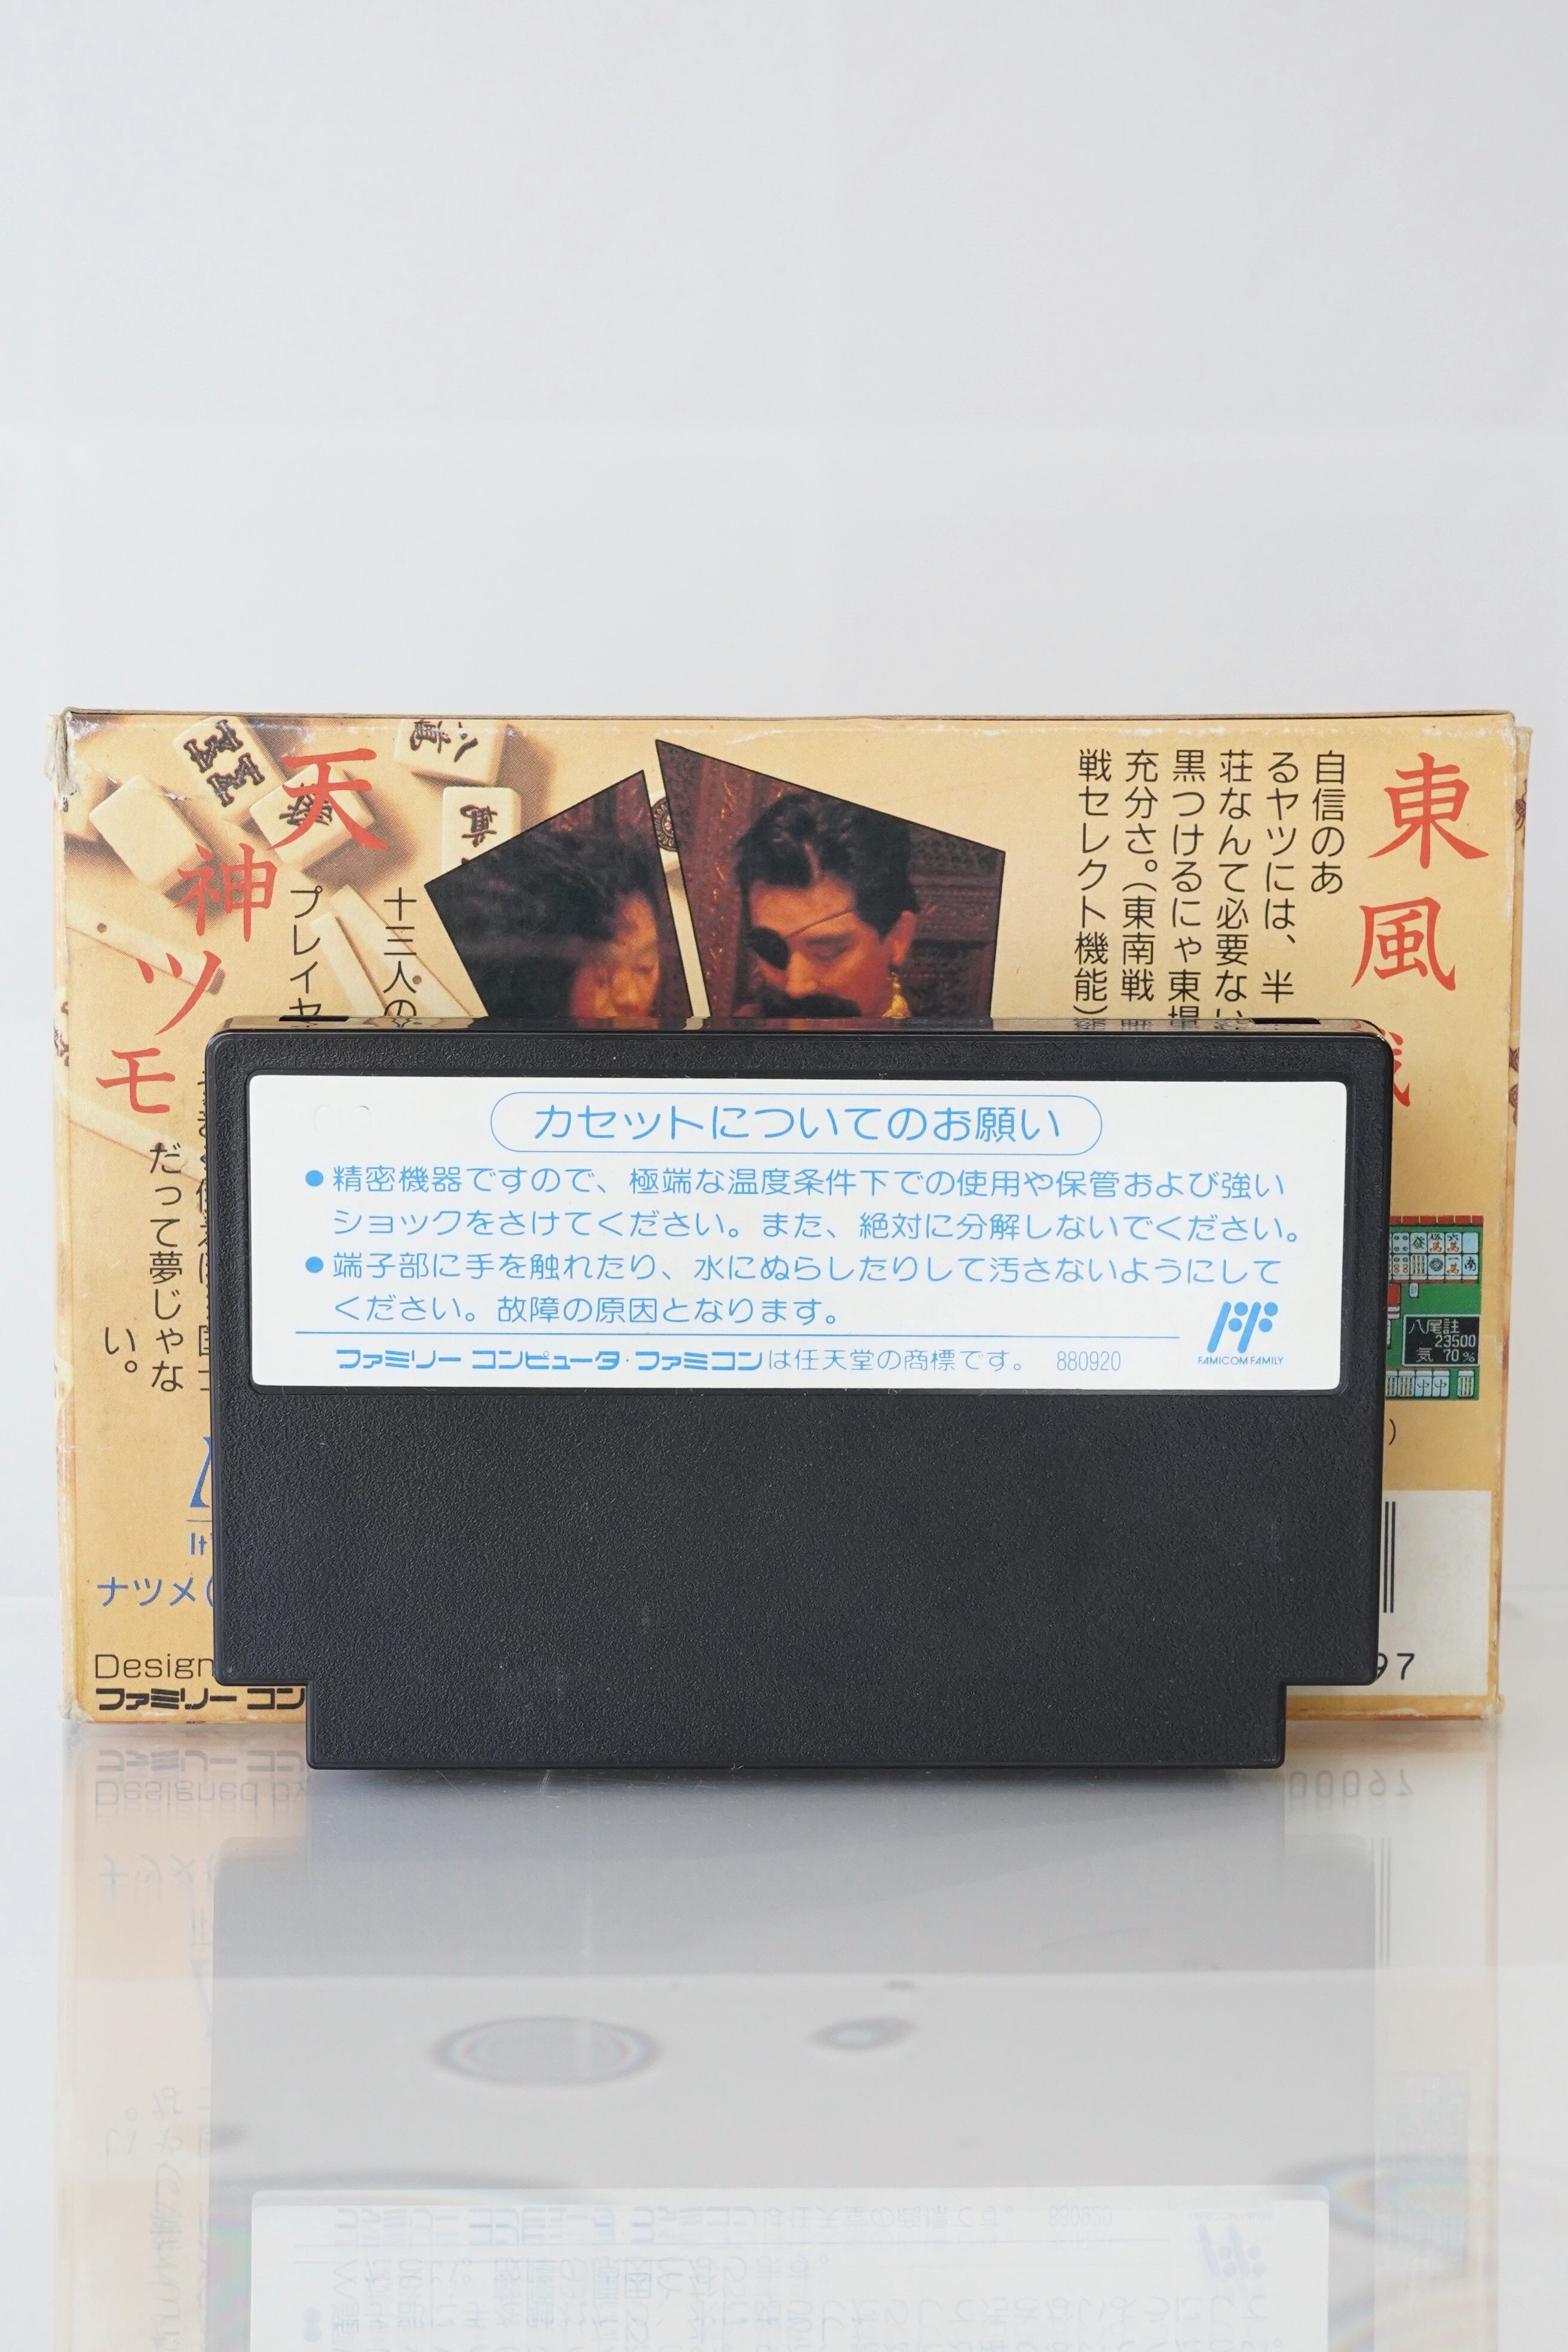 東風
自信のあ
るヤツには、半
荘なんて必要ない
黒つけるにゃ東場
充分さ。(東南戦
戦セレクト機能)
天神ツモ
十三人の
プレイヤ
だって夢じゃな
い。
八尾註
23500
気 70%
カセットについてのお願い
●精密機器ですので、極端な温度条件下での使用や保管および強い
ショックをさけてください。また、絶対に分解しないでください。
●端子部に手を触れたり、水にぬらしたりして汚さないようにして
ください。故障の原因となります。
ファミリーコンピュータ・ファミコンは任天堂の商標です。 880920
FAMICOM FAMILY
It
ナツメ(
Design
ファミリーコン
97